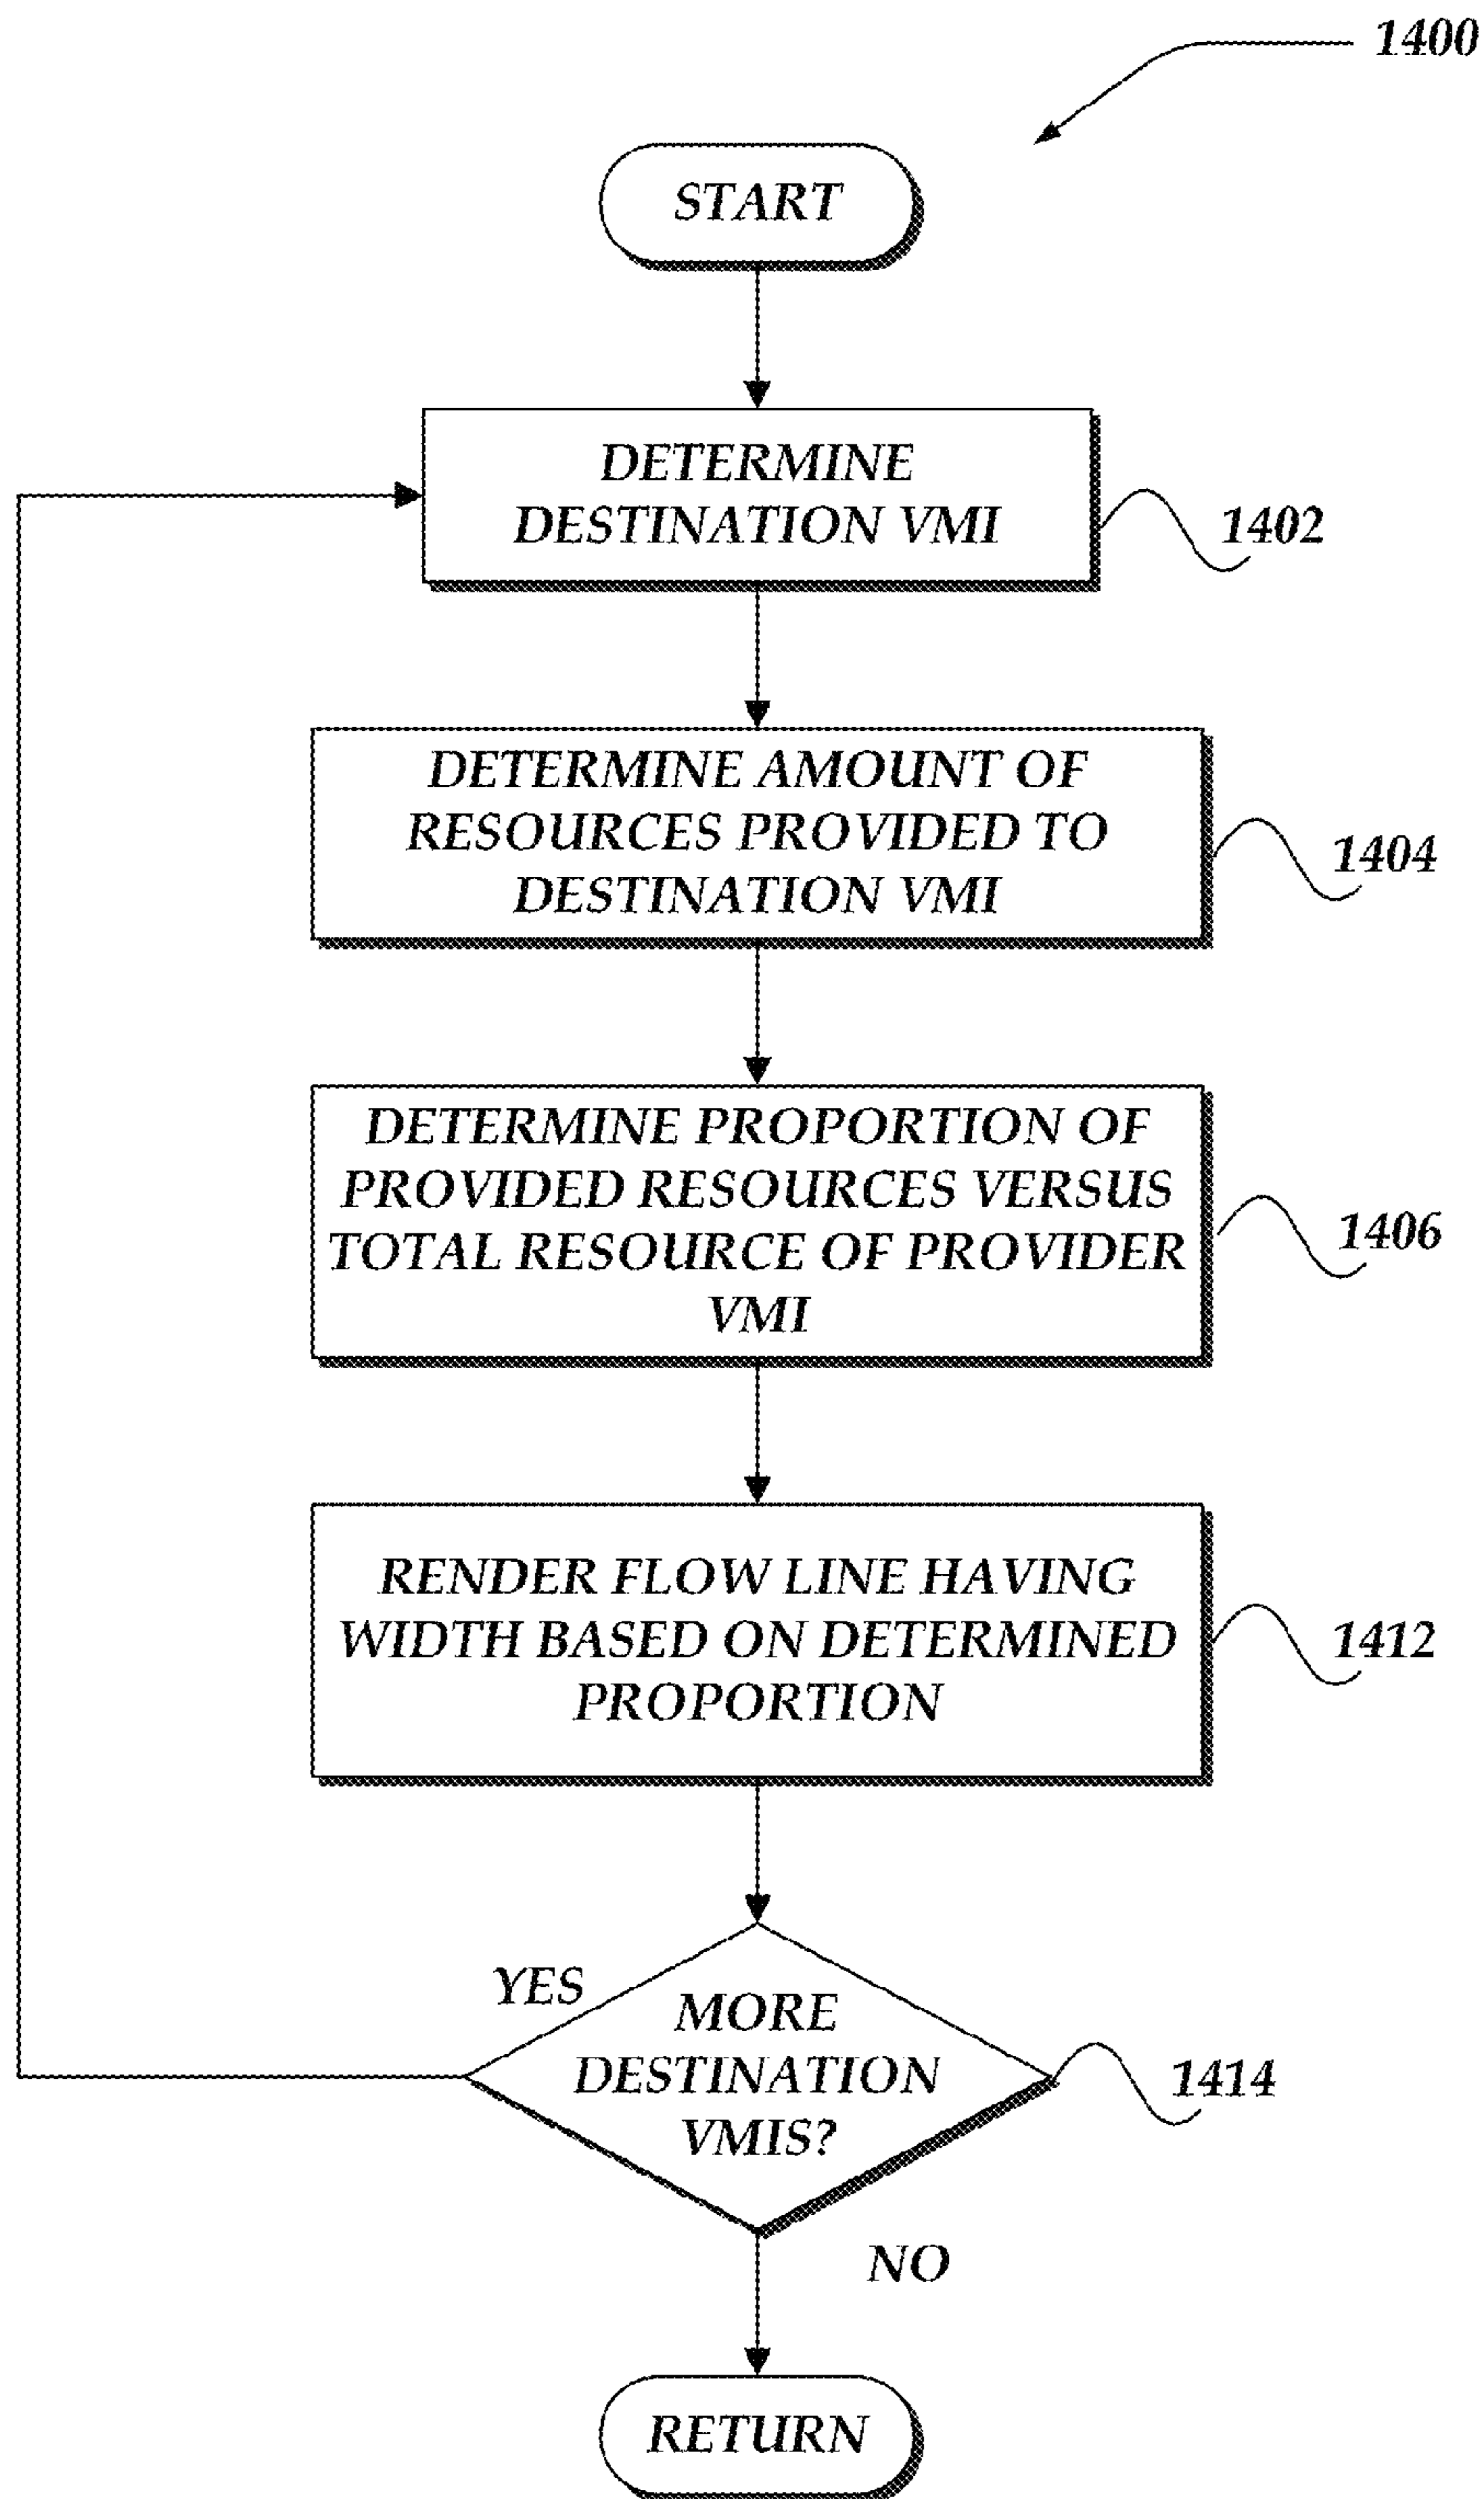 1400
START
DETERMINE
DESTINATION VMI
1402
DETERMINE AMOUNT OF
RESOURCES PROVIDED TO
DESTINATION VMI
1404
DETERMINE PROPORTION OF
PROVIDED RESOURCES VERSUS
TOTAL RESOURCE OF PROVIDER
VMI
1406
RENDER FLOW LINE HAVING
WIDTH BASED ON DETERMINED
PROPORTION
1412
YES
MORE
DESTINATION
VMIS?
1414
NO
RETURN